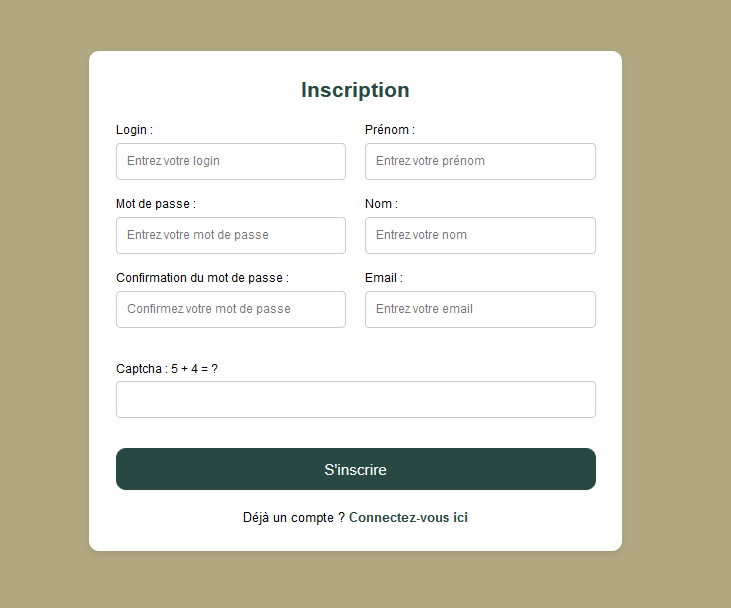 Inscription
Login :
Prénom :
Entrez votre login
Entrez votre prénom
Mot de passe :
Nom :
Entrez votre mot de passe
Entrez votre nom
Confirmation du mot de passe :
Email :
Confirmez votre mot de passe
Entrez votre email
Captcha : 5 + 4 = ?
S'inscrire
Déjà un compte ? Connectez-vous ici